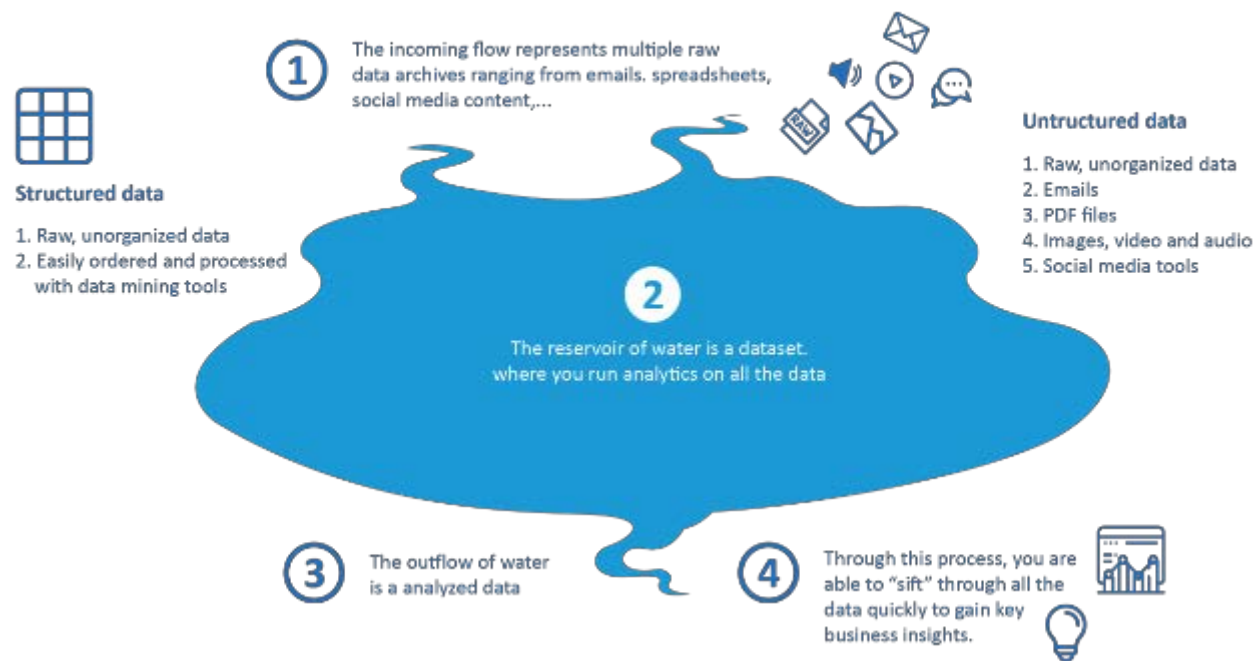 1
The incoming flow represents multiple raw
data archives ranging from emails. spreadsheets,
social media content,...
RAW
Structured data
1. Raw, unorganized data
2. Easily ordered and processed
with data mining tools
Untructured data
1. Raw, unorganized data
2. Emails
3. PDF files
4. Images, video and audio
5. Social media tools
2
The reservoir of water is a dataset.
where you run analytics on all the data
3
The outflow of water
is a analyzed data
4
Through this process, you are
able to “sift” through all the
data quickly to gain key
business insights.